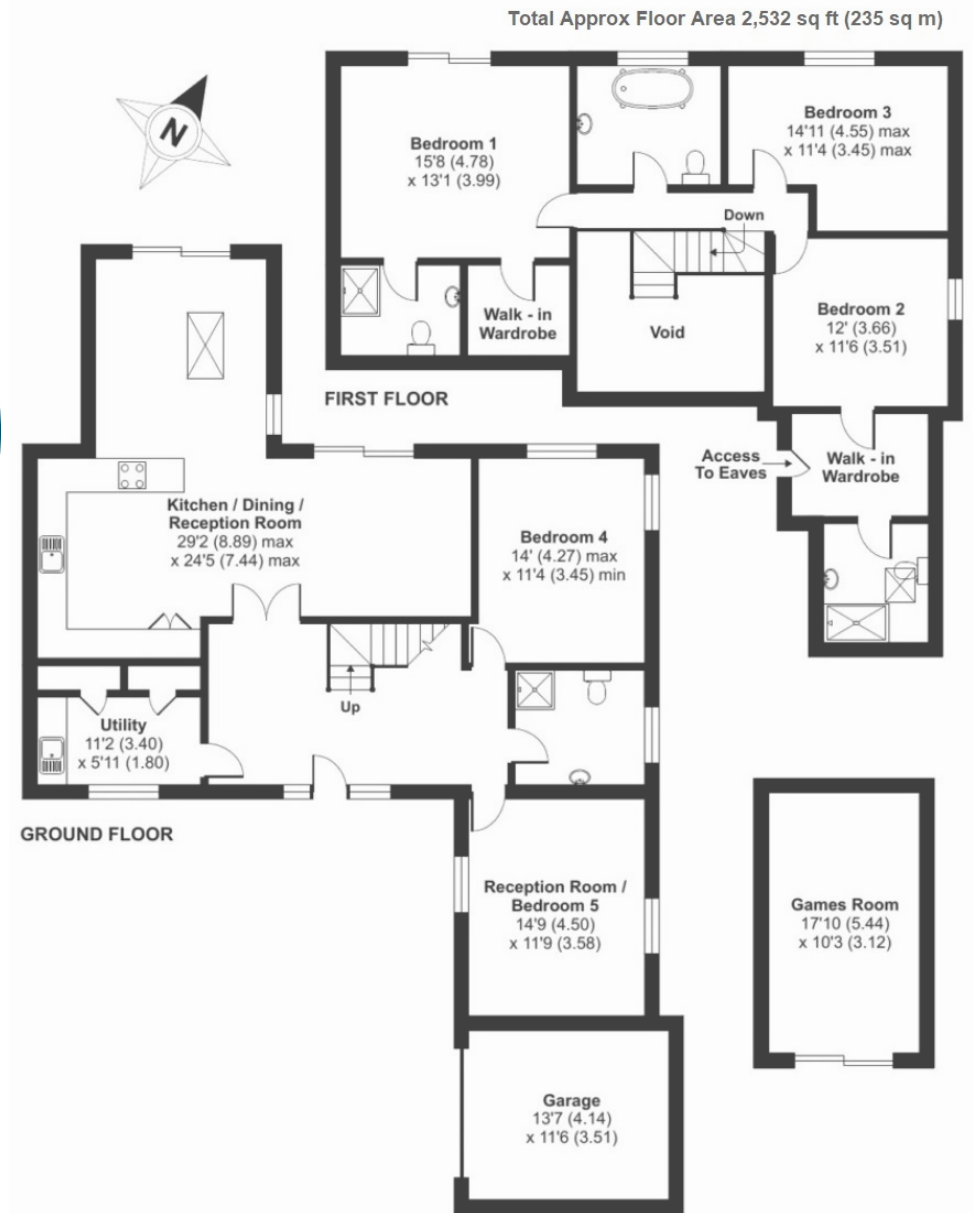 Total Approx Floor Area 2,532 sq ft (235 sq m)
N
Bedroom 1
15'8 (4.78)
x 13'1 (3.99)
Bedroom 3
14'11 (4.55) max
x 11'4 (3.45) max
Down
Walk - in
Wardrobe
Void
Bedroom 2
12' (3.66)
x 11'6 (3.51)
FIRST FLOOR
Access
To Eaves
Walk - in
Wardrobe
Kitchen / Dining /
Reception Room
29'2 (8.89) max
x 24'5 (7.44) max
Bedroom 4
14' (4.27) max
x 11'4 (3.45) min
Up
Utility
11'2 (3.40)
x 5'11 (1.80)
GROUND FLOOR
Reception Room /
Bedroom 5
14'9 (4.50)
x 11'9 (3.58)
Games Room
17'10 (5.44)
x 10'3 (3.12)
Garage
13'7 (4.14)
x 11'6 (3.51)